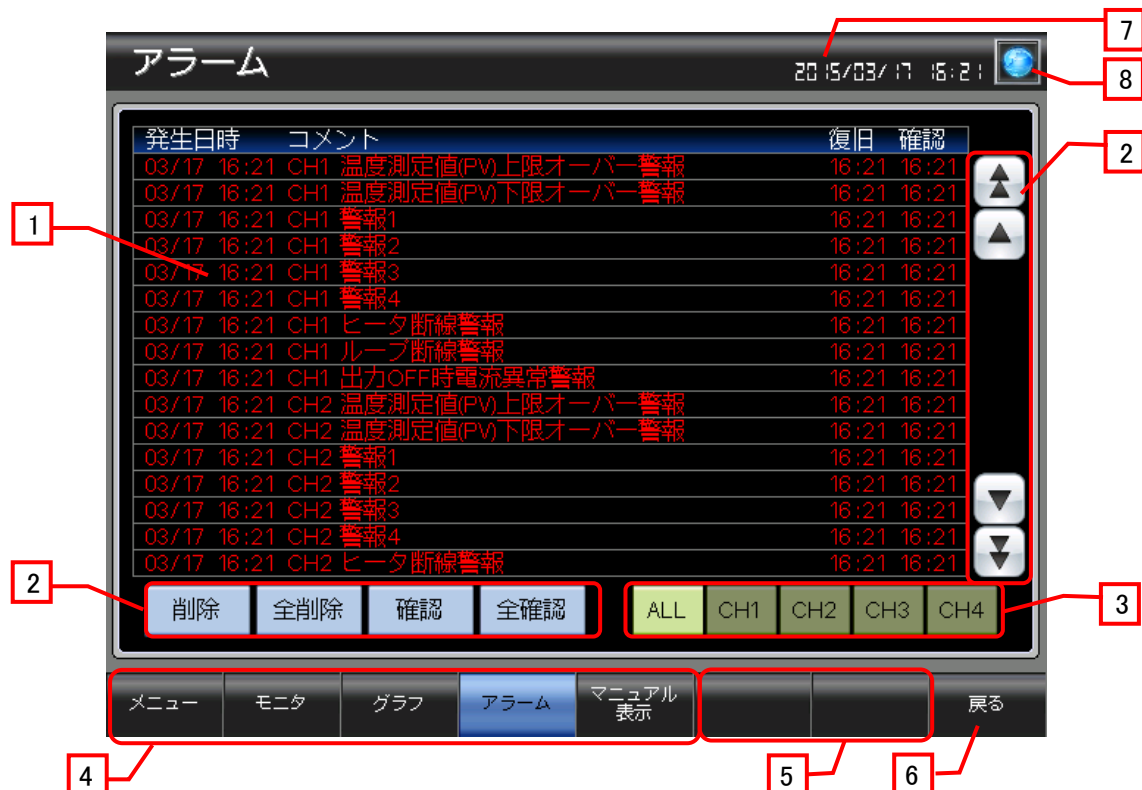 7
アラーム 2015/03/17 16:21
8
発生日時 コメント 復旧 確認
2
03/17 16:21 CH1 温度測定値(PV)上限オーバー警報 16:21 16:21
03/17 16:21 CH1 温度測定値(PV)下限オーバー警報 16:21 16:21
1
03/17 16:21 CH1 警報1 16:21 16:21
03/17 16:21 CH1 警報2 16:21 16:21
03/17 16:21 CH1 警報3 16:21 16:21
03/17 16:21 CH1 警報4 16:21 16:21
03/17 16:21 CH1 ヒータ断線警報 16:21 16:21
03/17 16:21 CH1 ループ断線警報 16:21 16:21
03/17 16:21 CH1 出力OFF時電流異常警報 16:21 16:21
03/17 16:21 CH2 温度測定値(PV)上限オーバー警報 16:21 16:21
03/17 16:21 CH2 温度測定値(PV)下限オーバー警報 16:21 16:21
03/17 16:21 CH2 警報1 16:21 16:21
03/17 16:21 CH2 警報2 16:21 16:21
03/17 16:21 CH2 警報3 16:21 16:21
03/17 16:21 CH2 警報4 16:21 16:21
03/17 16:21 CH2 ヒータ断線警報 16:21 16:21
2
削除 全削除 確認 全確認 ALL CH1 CH2 CH3 CH4
3
メニュー モニタ グラフ アラーム マニュアル
表示
戻る
4 5 6